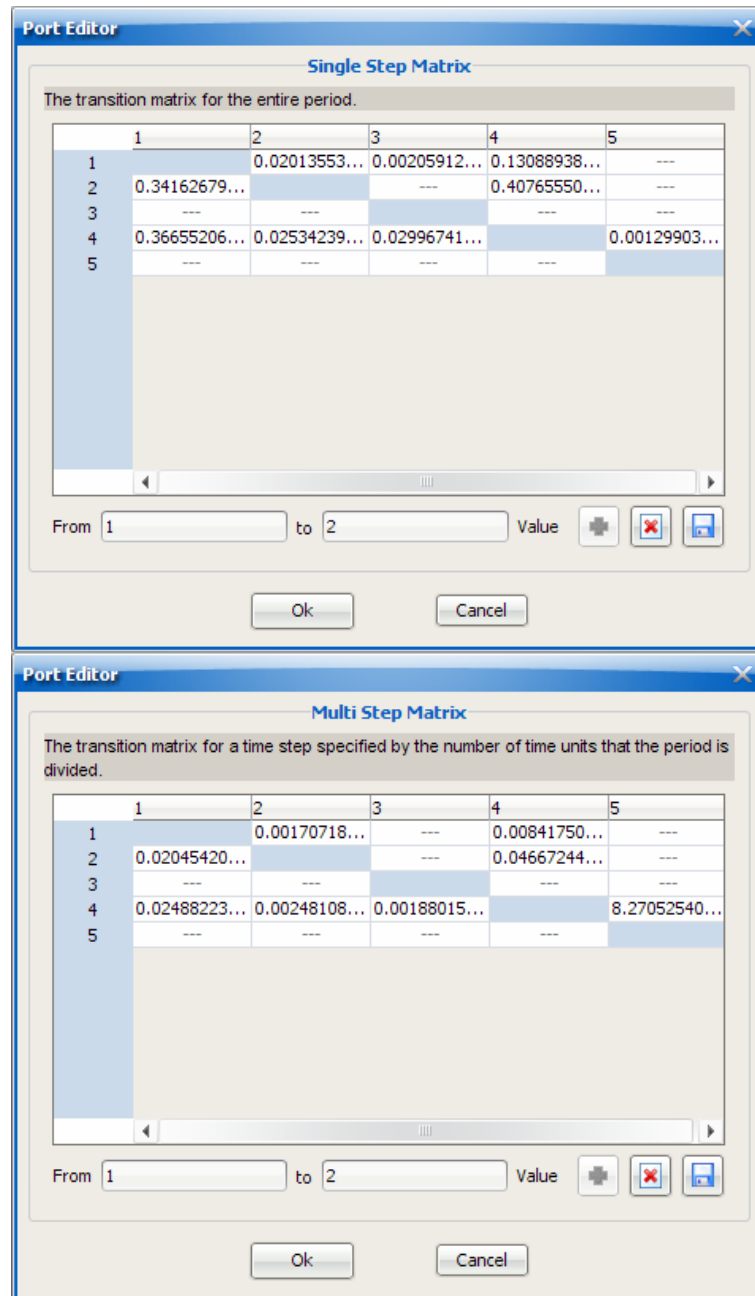 Port Editor
Single Step Matrix
The transition matrix for the entire period.
1 2 3 4 5
1 0.02013553... 0.00205912... 0.13088938... ---
2 0.34162679... --- 0.40765550... ---
3 --- --- --- ---
4 0.36655206... 0.02534239... 0.02996741... 0.00129903...
5 --- --- --- ---
From 1 to 2 Value
Ok Cancel
Port Editor
Multi Step Matrix
The transition matrix for a time step specified by the number of time units that the period is
divided.
1 2 3 4 5
1 0.00170718... --- 0.00841750... ---
2 0.02045420... --- 0.04667244... ---
3 --- --- --- ---
4 0.02488223... 0.00248108... 0.00188015... 8.27052540...
5 --- --- --- ---
From 1 to 2 Value
Ok Cancel